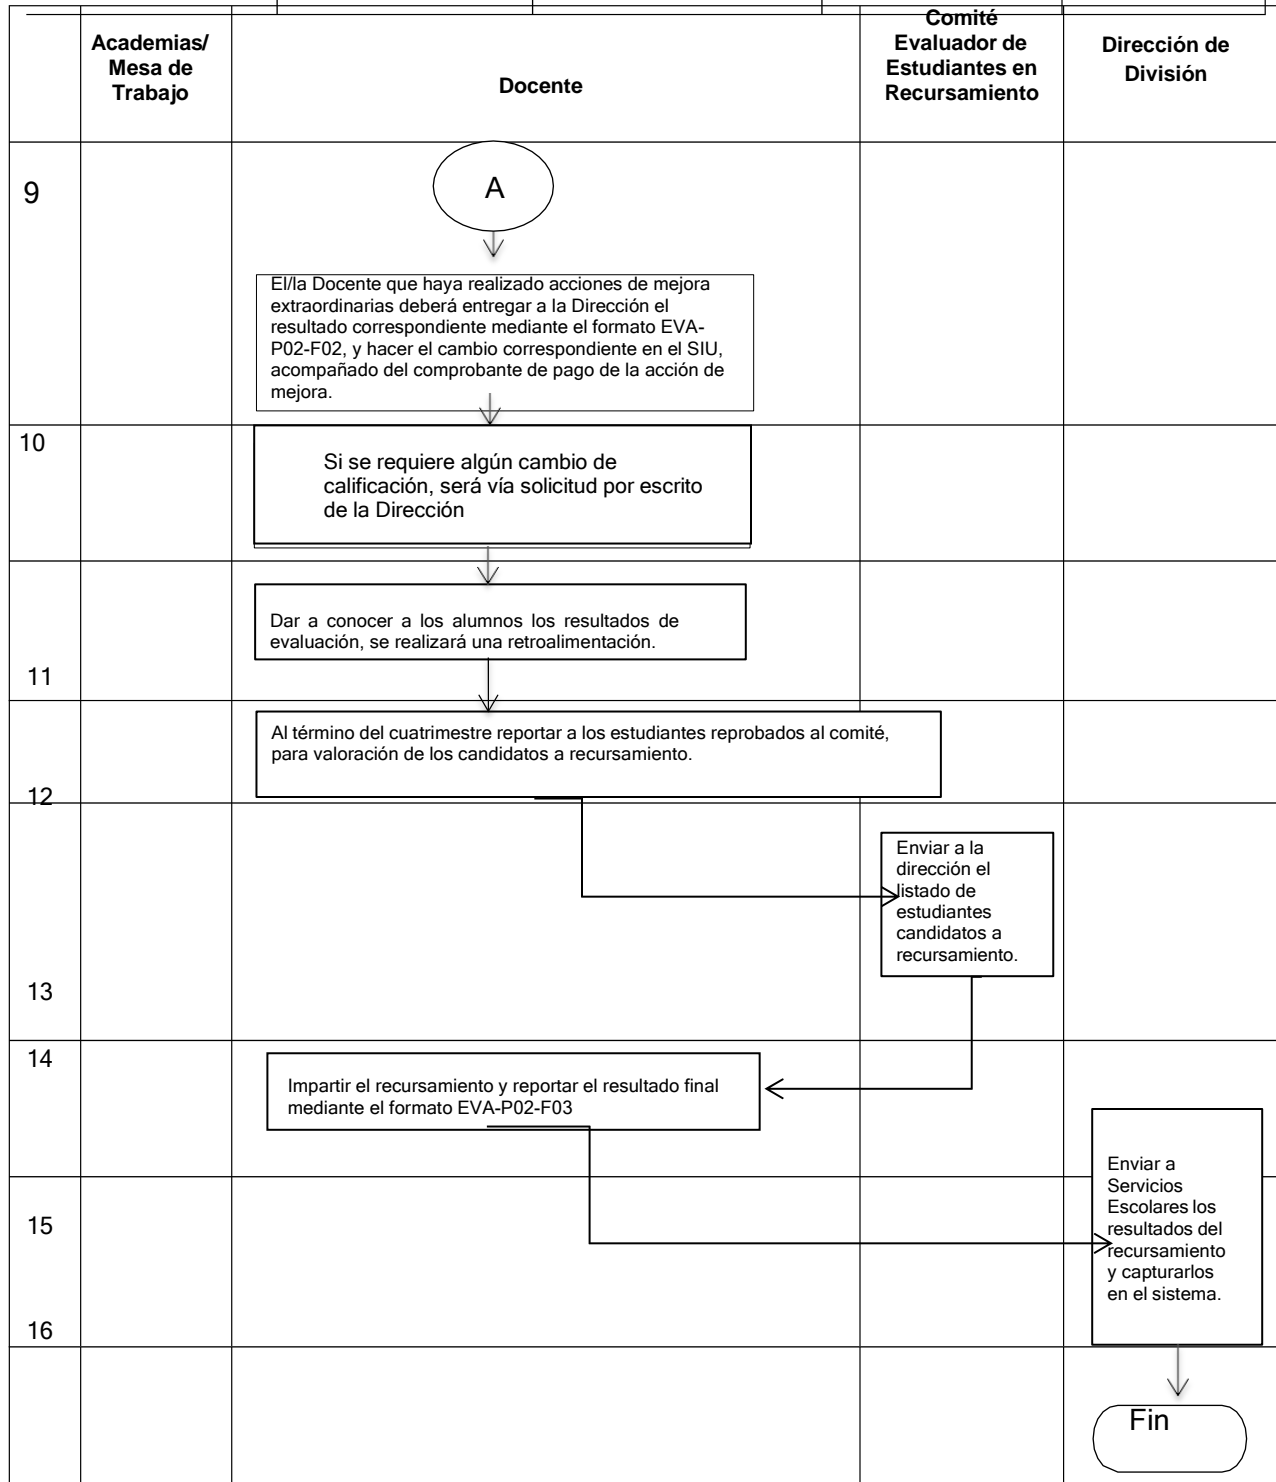 Academias/
Mesa de
Trabajo
Docente
Comité
Evaluador de
Estudiantes en
Recursamiento
Dirección de
División
9
A
El/la Docente que haya realizado acciones de mejora
extraordinarias deberá entregar a la Dirección el
resultado correspondiente mediante el formato EVA-
P02-F02, y hacer el cambio correspondiente en el SIU,
acompañado del comprobante de pago de la acción de
mejora.
10
Si se requiere algún cambio de
calificación, será vía solicitud por escrito
de la Dirección
Dar a conocer a los alumnos los resultados de
evaluación, se realizará una retroalimentación.
11
Al término del cuatrimestre reportar a los estudiantes reprobados al comité,
para valoración de los candidatos a recursamiento.
12
Enviar a la
dirección el
listado de
estudiantes
candidatos a
recursamiento.
13
14
Impartir el recursamiento y reportar el resultado final
mediante el formato EVA-P02-F03
Enviar a
Servicios
Escolares los
resultados del
recursamiento
y capturarlos
en el sistema.
15
16
Fin